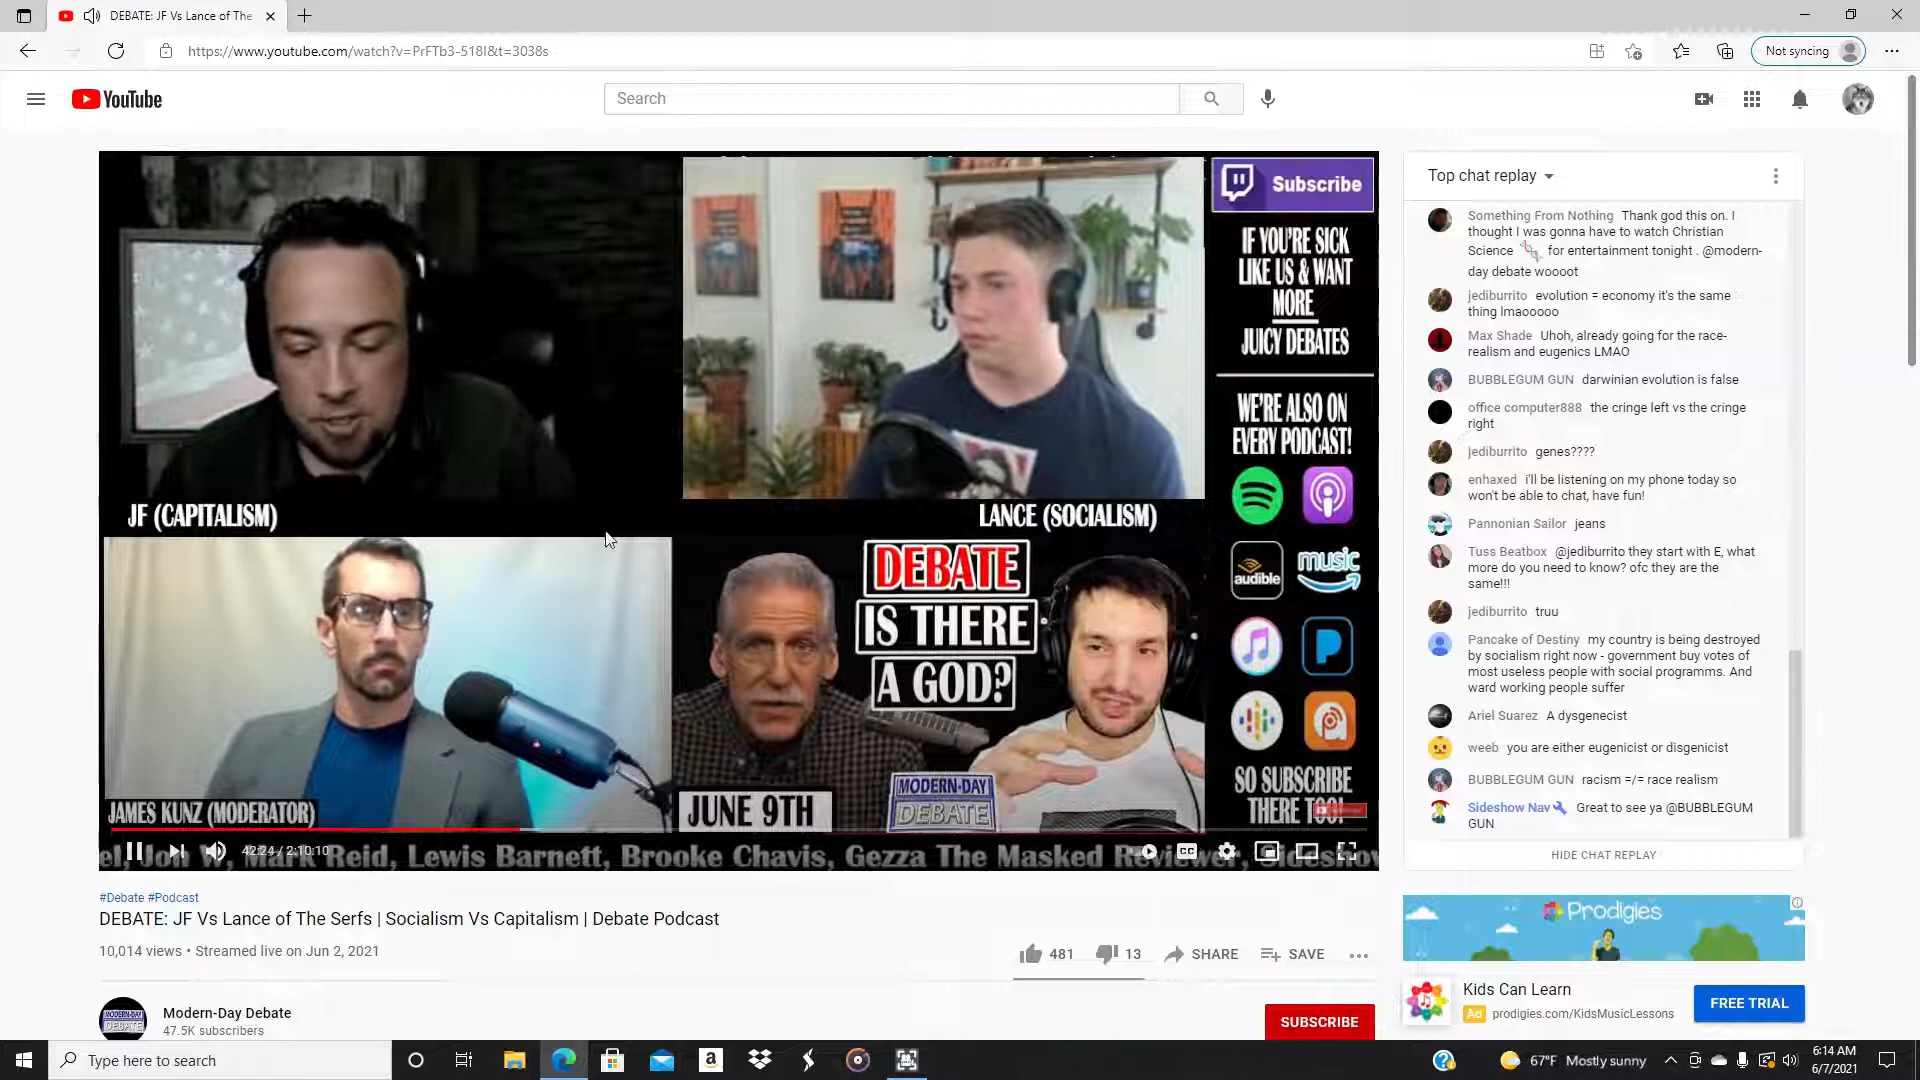 DEBATE: JF Vs Lance of The
https://www.youtube.com/watch?v=PrFTb3-518I&t=3038s
Not syncing
YouTube
Search
Subscribe
IF YOU'RE SICK
LIKE US & WANT
MORE
JUICY DEBATES
WE'RE ALSO ON
EVERY PODCAST!
audible
music
SO SUBSCRIBE
THERE TOO!
JF (CAPITALISM)
LANCE (SOCIALISM)
DEBATE
IS THERE
A GOD?
MODERN-DAY
DEBATE
JUNE 9TH
JAMES KUNZ (MODERATOR)
42:24 / 2:10:10
Reid, Lewis Barnett, Brooke Chavis, Gezza The Masked Reviewer,
CC
#Debate #Podcast
DEBATE: JF Vs Lance of The Serfs | Socialism Vs Capitalism | Debate Podcast
10,014 views • Streamed live on Jun 2, 2021
481
13
SHARE
SAVE
MODERN-DAY
DEBATE
Modern-Day Debate
47.5K subscribers
SUBSCRIBE
Top chat replay
Something From Nothing Thank god this on. I
thought I was gonna have to watch Christian
Science for entertainment tonight . @modern-
day debate woooot
jediburrito evolution = economy it's the same
thing lmaooooo
Max Shade Uhoh, already going for the race-
realism and eugenics LMAO
BUBBLEGUM GUN darwinian evolution is false
office computer888 the cringe left vs the cringe
right
jediburrito genes????
enhaxed i'll be listening on my phone today so
won't be able to chat, have fun!
Pannonian Sailor jeans
Tuss Beatbox @jediburrito they start with E, what
more do you need to know? ofc they are the
same!!!
jediburrito truu
Pancake of Destiny my country is being destroyed
by socialism right now - government buy votes of
most useless people with social programms. And
ward working people suffer
Ariel Suarez A dysgenecist
weeb you are either eugenicist or disgenicist
BUBBLEGUM GUN racism =/= race realism
Sideshow Nav Great to see ya @BUBBLEGUM
GUN
HIDE CHAT REPLAY
Prodigies
Kids Can Learn
Ad prodigies.com/KidsMusicLessons
FREE TRIAL
Type here to search
67°F Mostly sunny
6:14 AM
6/7/2021